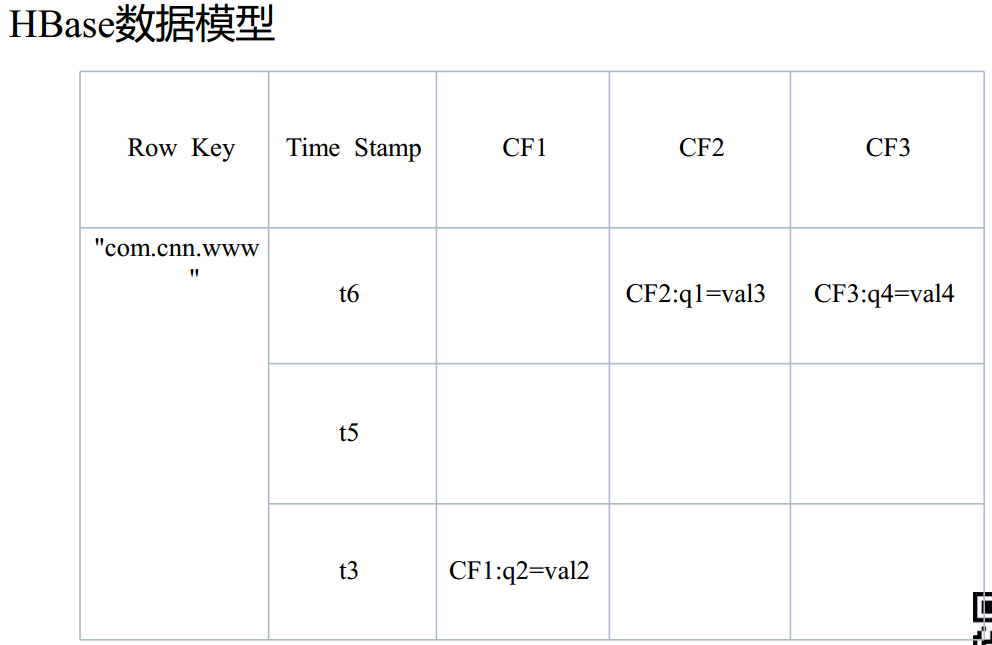 HBase数据模型
Row Key Time Stamp CF1 CF2 CF3
"com.cnn.www
"
t6 CF2:q1=val3 CF3:q4=val4
t5
t3 CF1:q2=val2